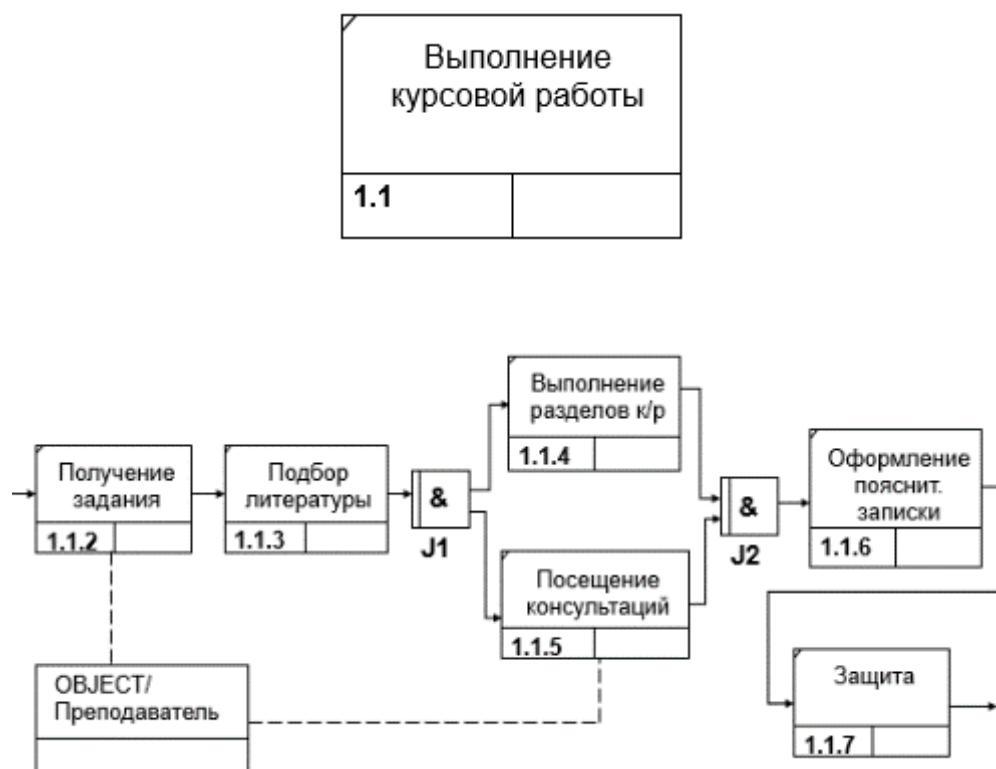 Выполнение
курсовой работы
1.1
Получение
задания
1.1.2
Подбор
литературы
1.1.3
&
J1
Выполнение
разделов к/р
1.1.4
Посещение
консультаций
1.1.5
&
J2
Оформление
пояснит.
записки
1.1.6
OBJECT/
Преподаватель
Защита
1.1.7